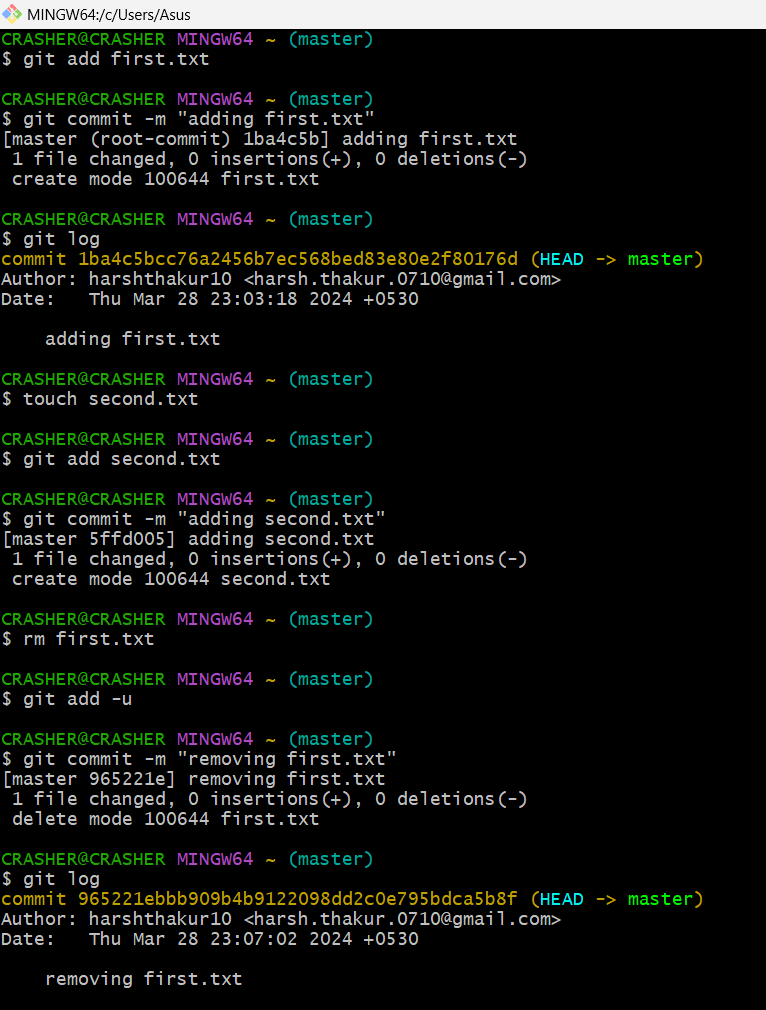 MINGW64:/c/Users/Asus
CRASHER@CRASHER MINGW64 ~ (master)
$ git add first.txt
CRASHER@CRASHER MINGW64 ~ (master)
$ git commit -m "adding first.txt"
[master (root-commit) 1ba4c5b] adding first.txt
 1 file changed, 0 insertions(+), 0 deletions(-)
 create mode 100644 first.txt
CRASHER@CRASHER MINGW64 ~ (master)
$ git log
commit 1ba4c5bcc76a2456b7ec568bed83e80e2f80176d (HEAD -> master)
Author: harshthakur10 <harsh.thakur.0710@gmail.com>
Date:   Thu Mar 28 23:03:18 2024 +0530
    adding first.txt
CRASHER@CRASHER MINGW64 ~ (master)
$ touch second.txt
CRASHER@CRASHER MINGW64 ~ (master)
$ git add second.txt
CRASHER@CRASHER MINGW64 ~ (master)
$ git commit -m "adding second.txt"
[master 5ffd005] adding second.txt
 1 file changed, 0 insertions(+), 0 deletions(-)
 create mode 100644 second.txt
CRASHER@CRASHER MINGW64 ~ (master)
$ rm first.txt
CRASHER@CRASHER MINGW64 ~ (master)
$ git add -u
CRASHER@CRASHER MINGW64 ~ (master)
$ git commit -m "removing first.txt"
[master 965221e] removing first.txt
 1 file changed, 0 insertions(+), 0 deletions(-)
 delete mode 100644 first.txt
CRASHER@CRASHER MINGW64 ~ (master)
$ git log
commit 965221ebbb909b4b9122098dd2c0e795bdca5b8f (HEAD -> master)
Author: harshthakur10 <harsh.thakur.0710@gmail.com>
Date:   Thu Mar 28 23:07:02 2024 +0530
    removing first.txt